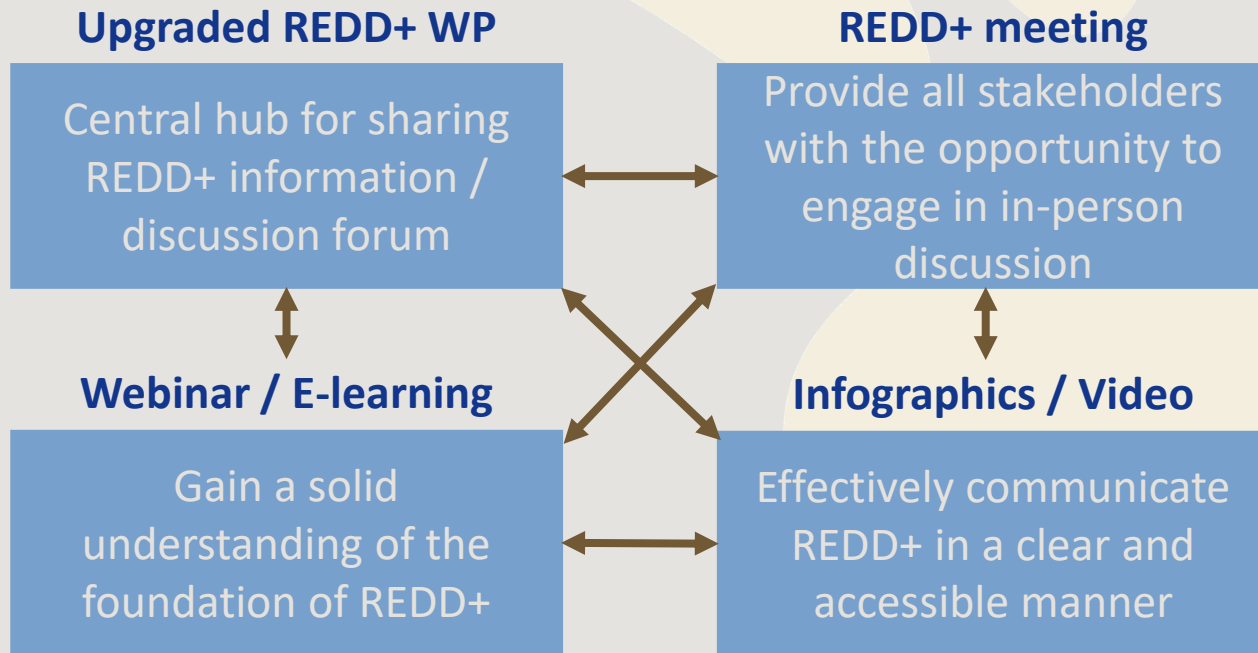 Upgraded REDD+ WP
Central hub for sharing
REDD+ information /
discussion forum
REDD+ meeting
Provide all stakeholders
with the opportunity to
engage in in-person
discussion
Webinar / E-learning
Gain a solid
understanding of the
foundation of REDD+
Infographics / Video
Effectively communicate
REDD+ in a clear and
accessible manner